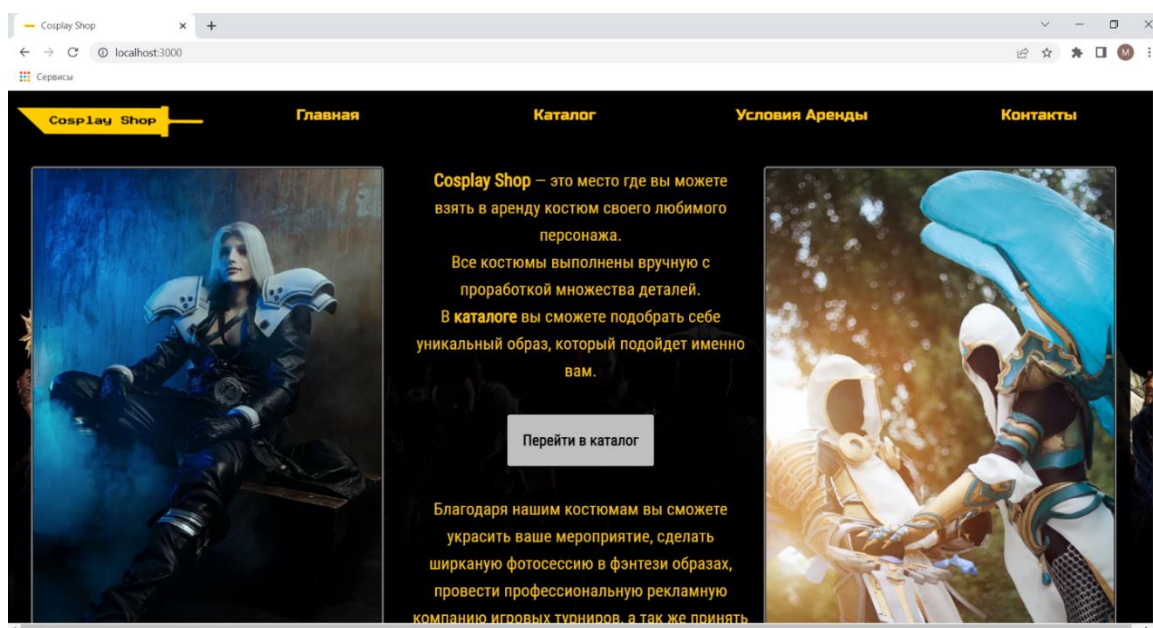 Cosplay Shop
localhost:3000
M
Сервисы
Cosplay Shop
Главная
Каталог
Условия Аренды
Контакты
Cosplay Shop — это место где вы можете
взять в аренду костюм своего любимого
персонажа.
Все костюмы выполнены вручную с
проработкой множества деталей.
В каталоге вы сможете подобрать себе
уникальный образ, который подойдет именно
вам.
Перейти в каталог
Благодаря нашим костюмам вы сможете
украсить ваше мероприятие, сделать
ширканую фотосессию в фэнтези образах,
провести профессиональную рекламную
компанию игровых турниров, а так же принять